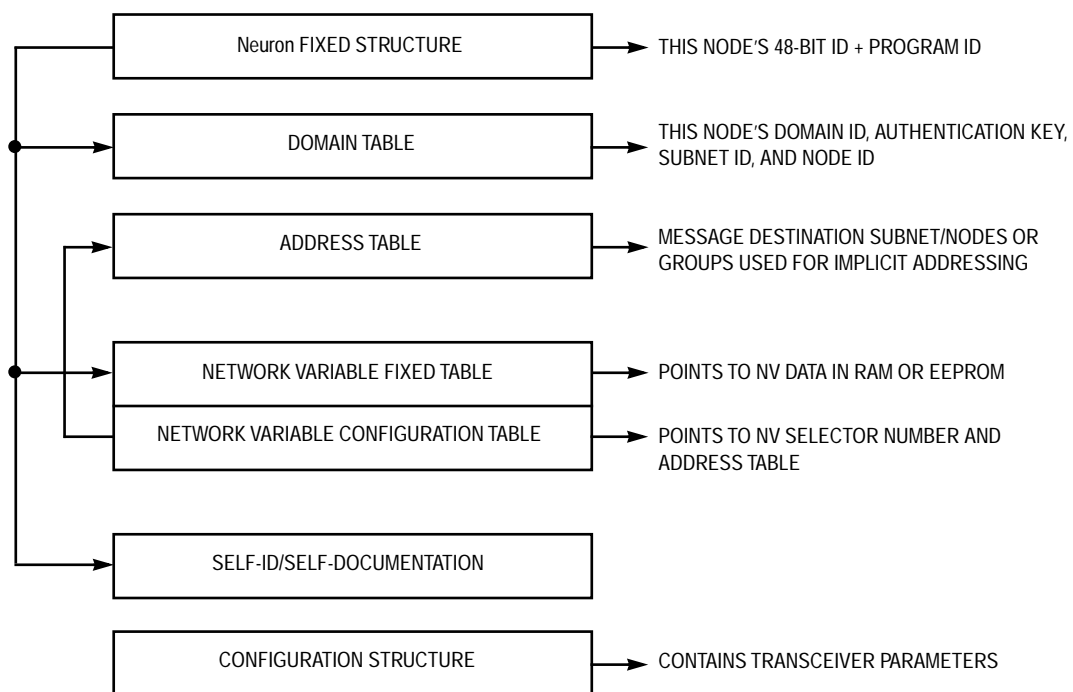 Neuron FIXED STRUCTURE
THIS NODE'S 48-BIT ID + PROGRAM ID
DOMAIN TABLE
THIS NODE'S DOMAIN ID, AUTHENTICATION KEY,
SUBNET ID, AND NODE ID
ADDRESS TABLE
MESSAGE DESTINATION SUBNET/NODES OR
GROUPS USED FOR IMPLICIT ADDRESSING
NETWORK VARIABLE FIXED TABLE
POINTS TO NV DATA IN RAM OR EEPROM
NETWORK VARIABLE CONFIGURATION TABLE
POINTS TO NV SELECTOR NUMBER AND
ADDRESS TABLE
SELF-ID/SELF-DOCUMENTATION
CONFIGURATION STRUCTURE
CONTAINS TRANSCEIVER PARAMETERS